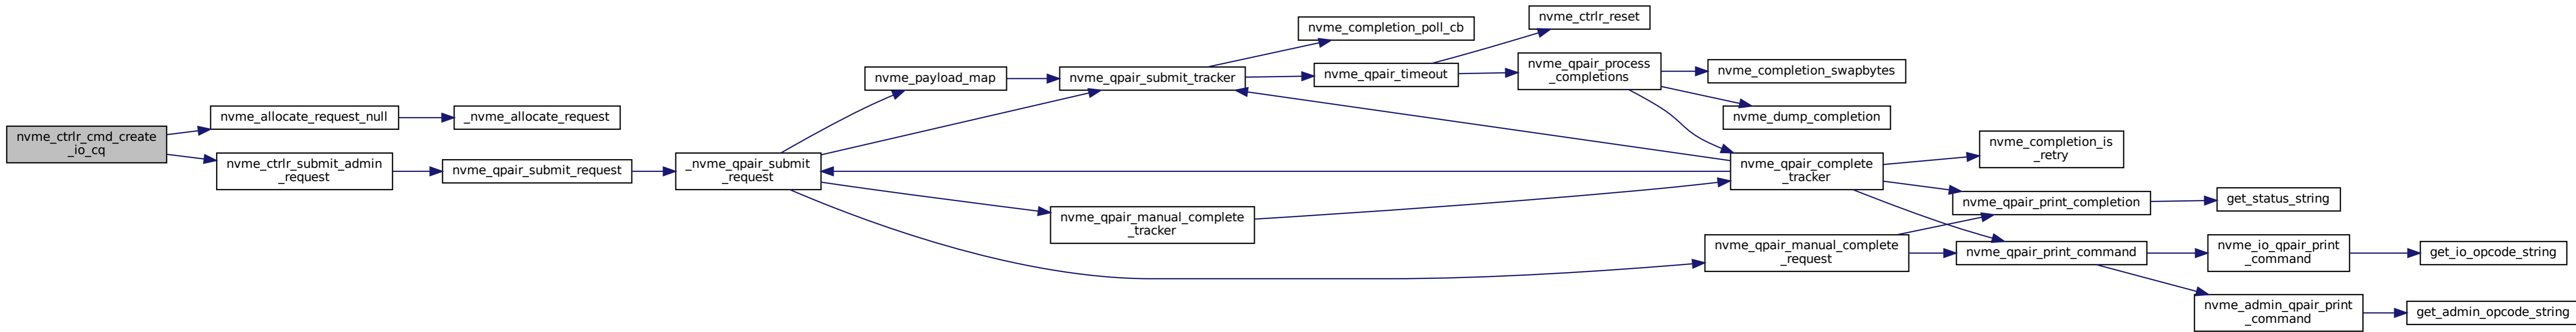 nvme_ctrlr_cmd_create
_io_cq
nvme_allocate_request_null
_nvme_allocate_request
nvme_ctrlr_submit_admin
_request
nvme_qpair_submit_request
_nvme_qpair_submit
_request
nvme_payload_map
nvme_qpair_submit_tracker
nvme_completion_poll_cb
nvme_qpair_timeout
nvme_ctrlr_reset
nvme_qpair_process
_completions
nvme_completion_swapbytes
nvme_dump_completion
nvme_qpair_complete
_tracker
nvme_completion_is
_retry
nvme_qpair_print_completion
get_status_string
nvme_qpair_manual_complete
_tracker
nvme_qpair_manual_complete
_request
nvme_qpair_print_command
nvme_io_qpair_print
_command
get_io_opcode_string
nvme_admin_qpair_print
_command
get_admin_opcode_string